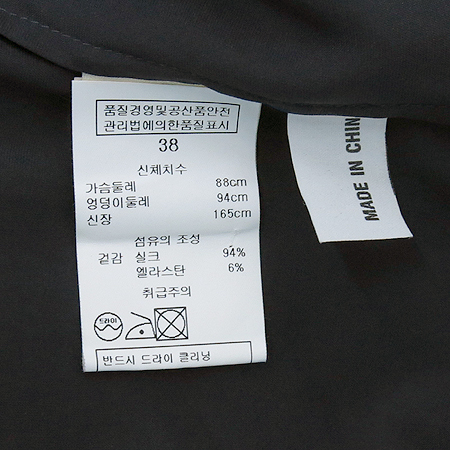 품질경영및공산품안전
관리법에의한품질표시
38
신체치수
가슴둘레 88cm
엉덩이둘레 94cm
신장 165cm
섬유의 조성
겉감 실크 94%
엘라스탄 6%
취급주의
드라이
반드시 드라이 클리닝
MADE IN CHIN